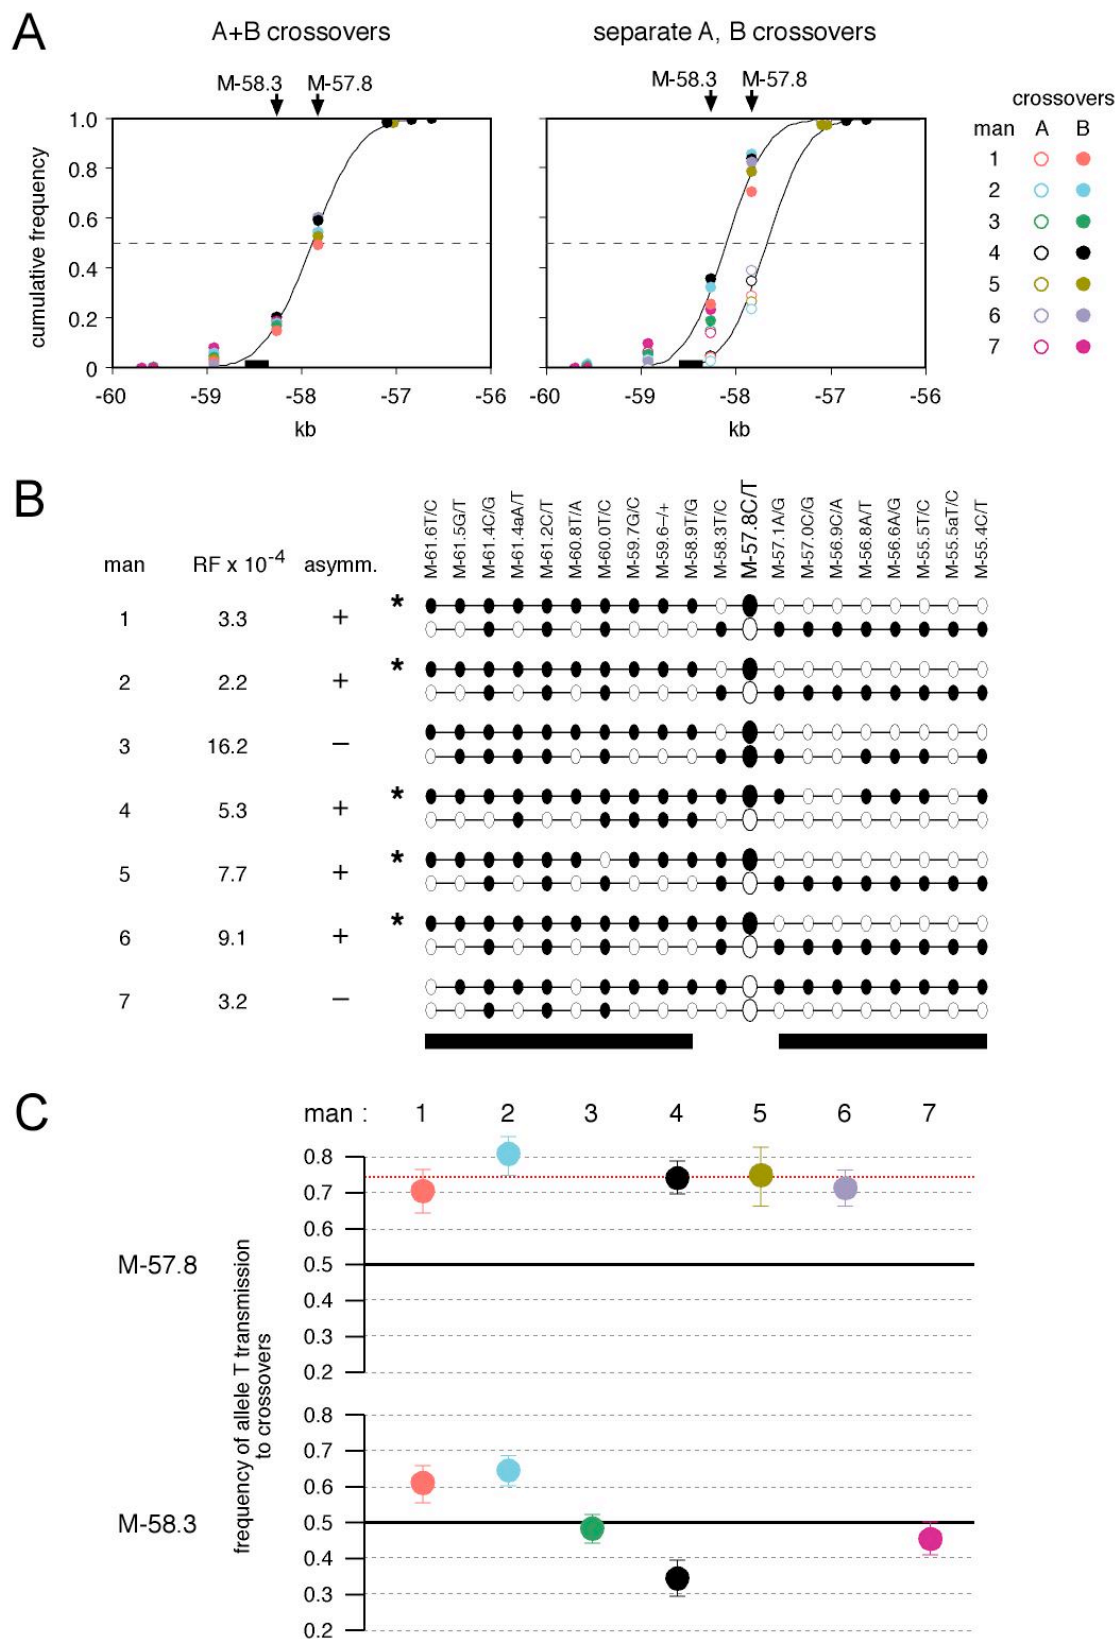 A
A+B crossovers
separate A, B crossovers
M-58.3 M-57.8
M-58.3 M-57.8
crossovers
man A B
1
2
3
4
5
6
7
cumulative frequency
1.0
0.8
0.6
0.4
0.2
0
-60 -59 -58 -57 -56
kb
-60 -59 -58 -57 -56
kb
B
man RF x 10-4 asymm.
M-61.6T/C
M-61.5G/T
M-61.4C/G
M-61.4aA/T
M-61.2C/T
M-60.8T/A
M-60.0T/C
M-59.7G/C
M-59.6–/+
M-58.9T/G
M-58.3T/C
M-57.8C/T
M-57.1A/G
M-57.0C/G
M-56.9C/A
M-56.8A/T
M-56.6A/G
M-55.5T/C
M-55.5aT/C
M-55.4C/T
1 3.3 + *
2 2.2 + *
3 16.2 –
4 5.3 + *
5 7.7 + *
6 9.1 + *
7 3.2 –
C
man : 1 2 3 4 5 6 7
M-57.8
0.8
0.7
0.6
0.5
0.4
0.3
0.2
frequency of allele T transmission
to crossovers
M-58.3
0.8
0.7
0.6
0.5
0.4
0.3
0.2